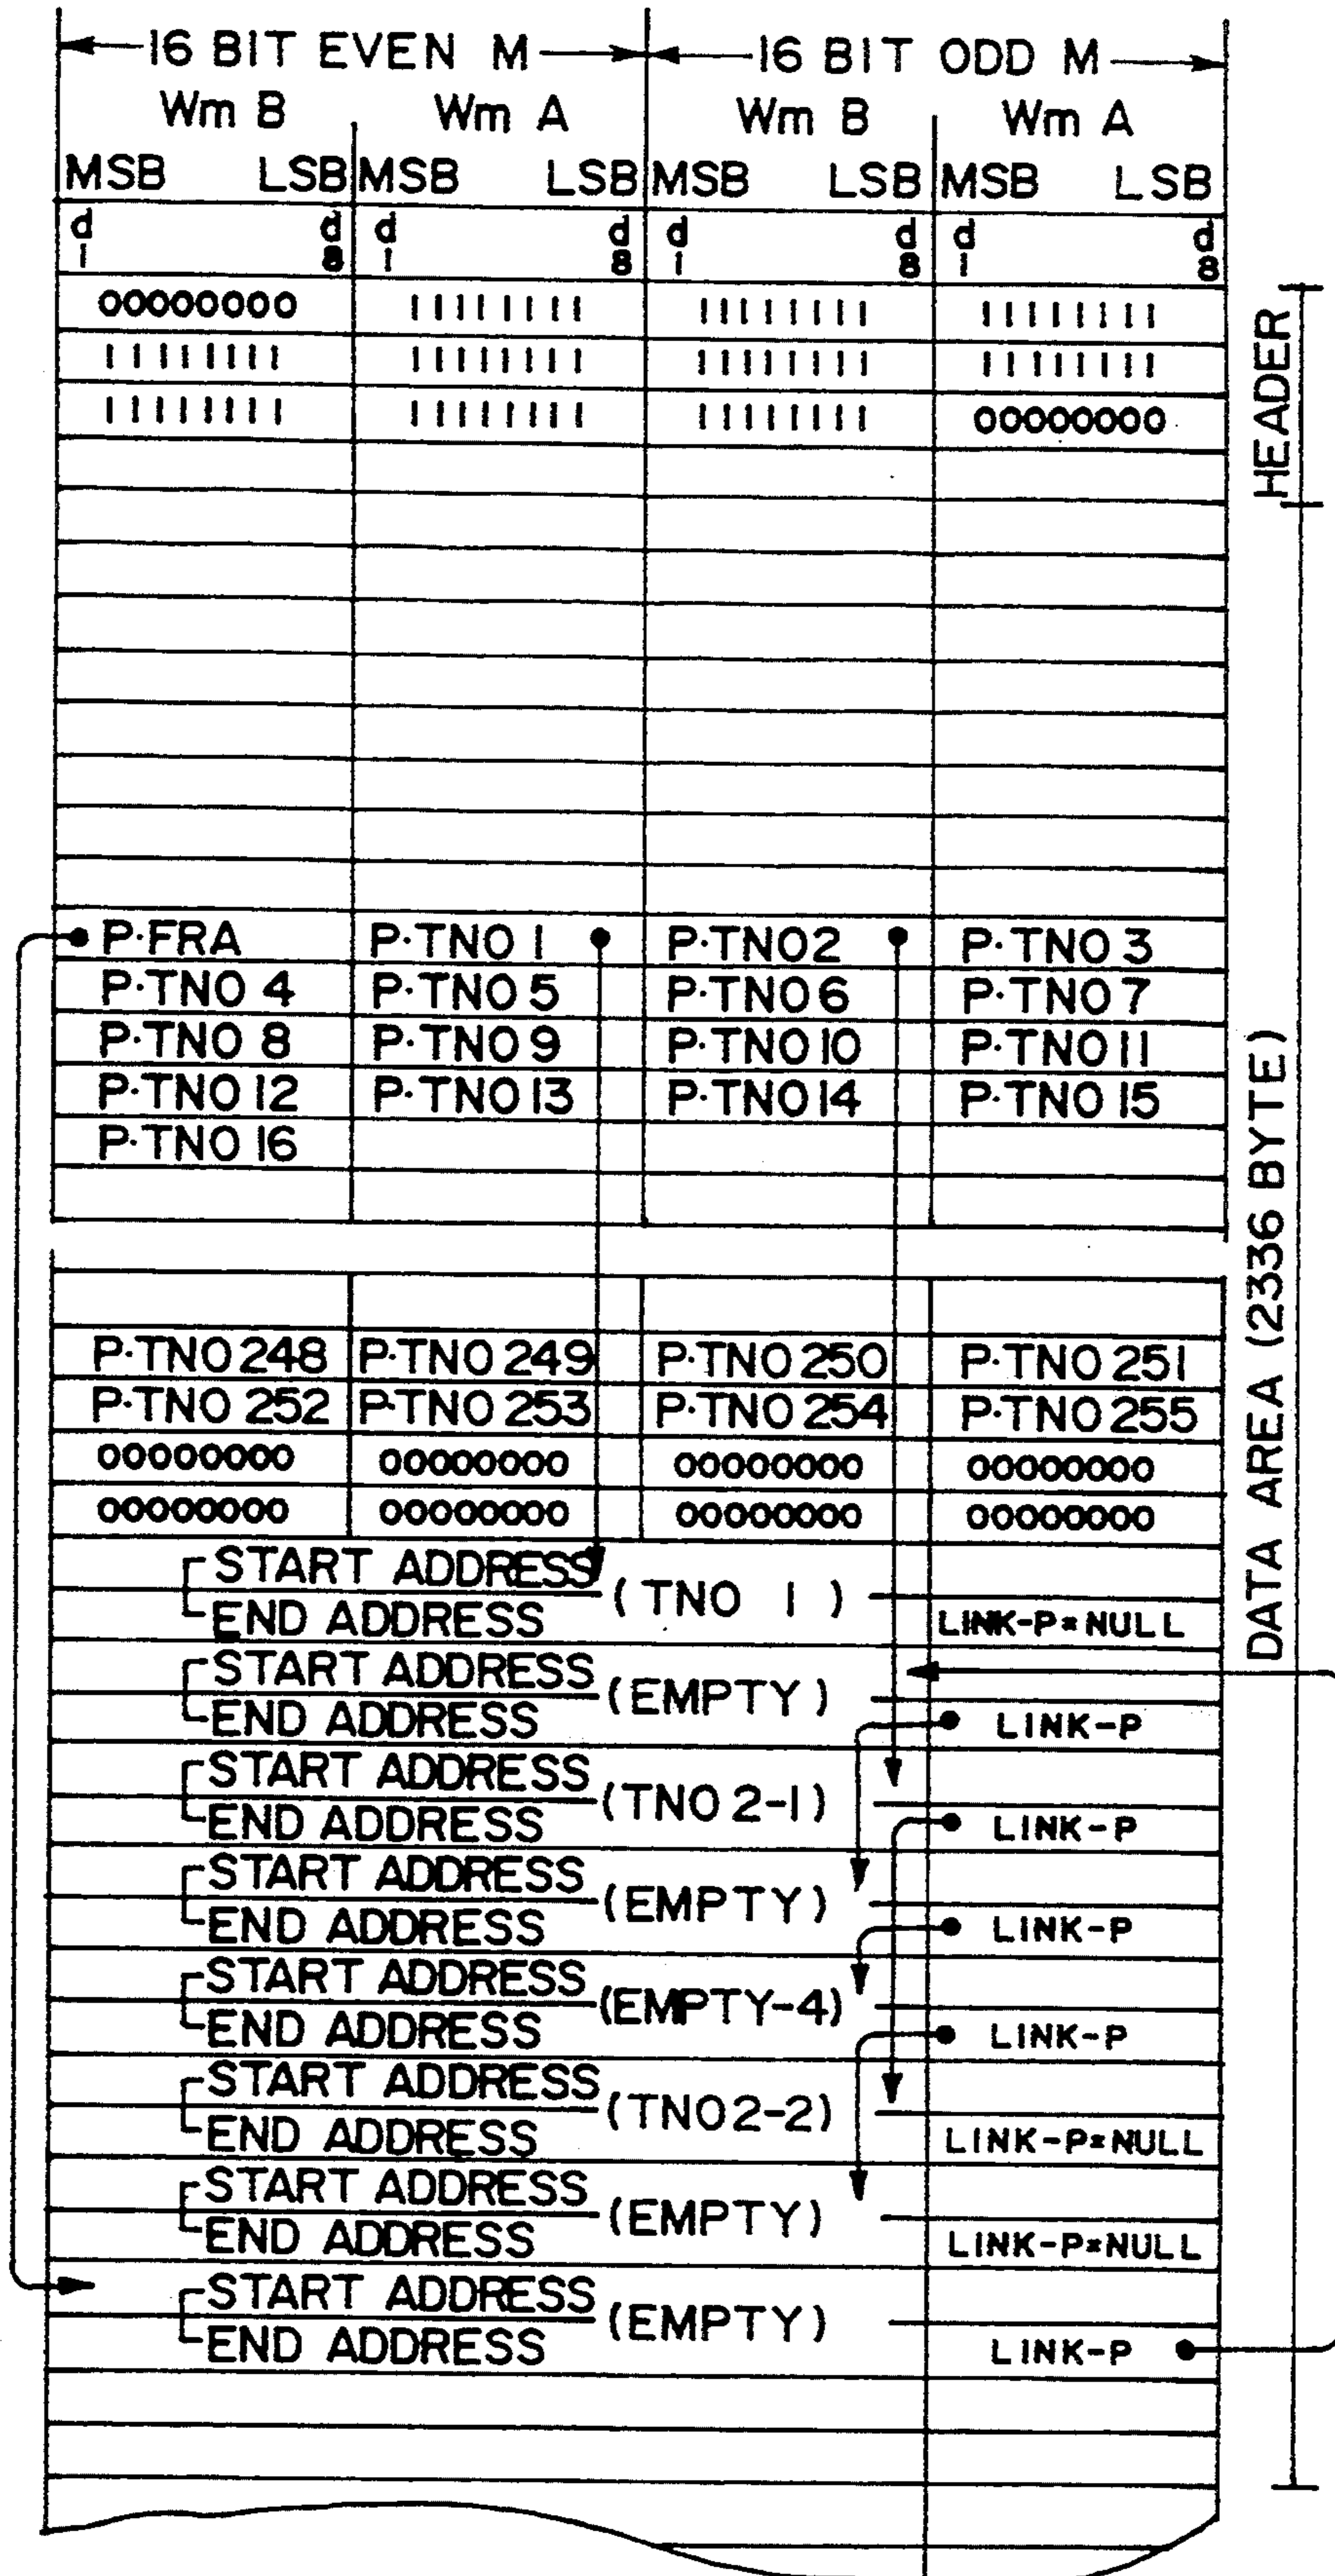 16 BIT EVEN M 16 BIT ODD M
Wm B Wm A Wm B Wm A
MSB LSB MSB LSB MSB LSB MSB LSB
d1 d8 d1 d8 d1 d8 d1 d8
00000000 11111111 11111111 11111111
11111111 11111111 11111111 11111111
11111111 11111111 11111111 00000000
HEADER
P·FRA P·TNO 1 P·TNO2 P·TNO 3
P·TNO 4 P·TNO 5 P·TNO 6 P·TNO 7
P·TNO 8 P·TNO 9 P·TNO 10 P·TNO 11
P·TNO 12 P·TNO 13 P·TNO 14 P·TNO 15
P·TNO 16
P·TNO 248 P·TNO 249 P·TNO 250 P·TNO 251
P·TNO 252 P·TNO 253 P·TNO 254 P·TNO 255
00000000 00000000 00000000 00000000
00000000 00000000 00000000 00000000
START ADDRESS
END ADDRESS (TNO 1) LINK-P=NULL
START ADDRESS
END ADDRESS (EMPTY) LINK-P
START ADDRESS
END ADDRESS (TNO 2-1) LINK-P
START ADDRESS
END ADDRESS (EMPTY) LINK-P
START ADDRESS
END ADDRESS (EMPTY-4) LINK-P
START ADDRESS
END ADDRESS (TNO2-2) LINK-P=NULL
START ADDRESS
END ADDRESS (EMPTY) LINK-P=NULL
START ADDRESS
END ADDRESS (EMPTY) LINK-P
DATA AREA (2336 BYTE)